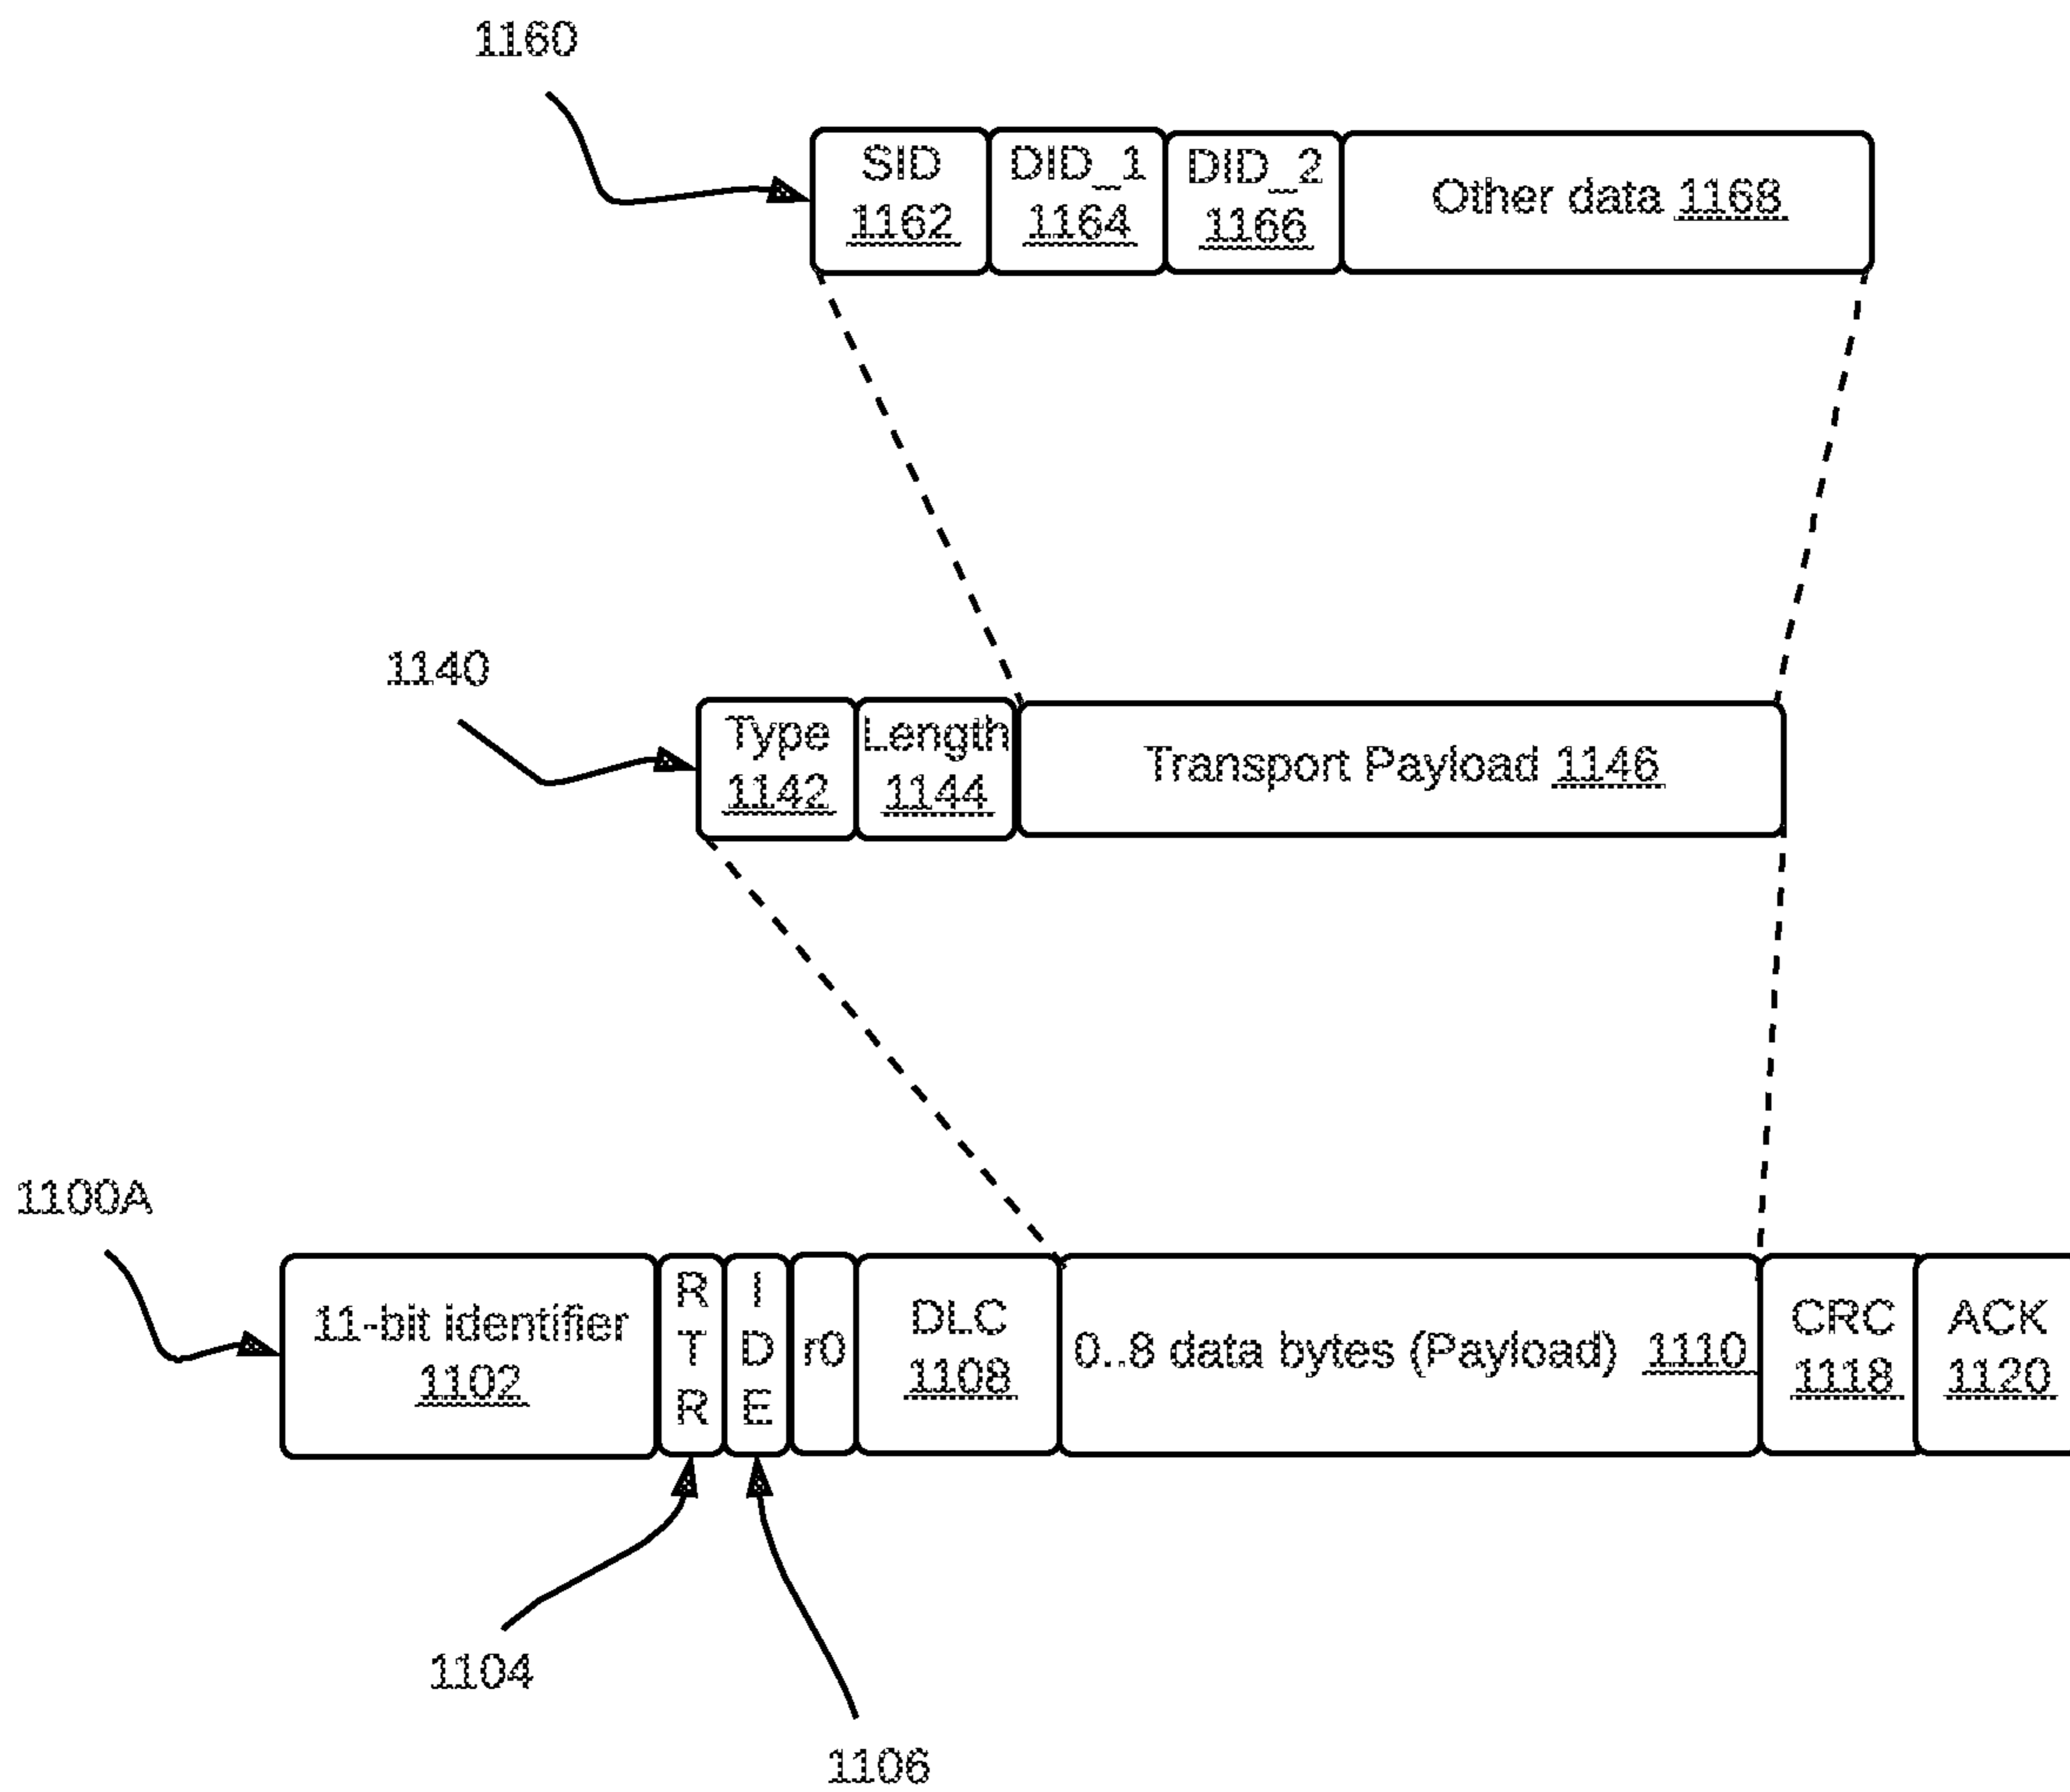 1160
SID
1162
DID_1
1164
DID_2
1166
Other data 1168
1140
Type
1142
Length
1144
Transport Payload 1146
1100A
11-bit identifier
1102
R
T
R
I
D
E
r0
DLC
1108
0..8 data bytes (Payload) 1110
CRC
1118
ACK
1120
1104
1106